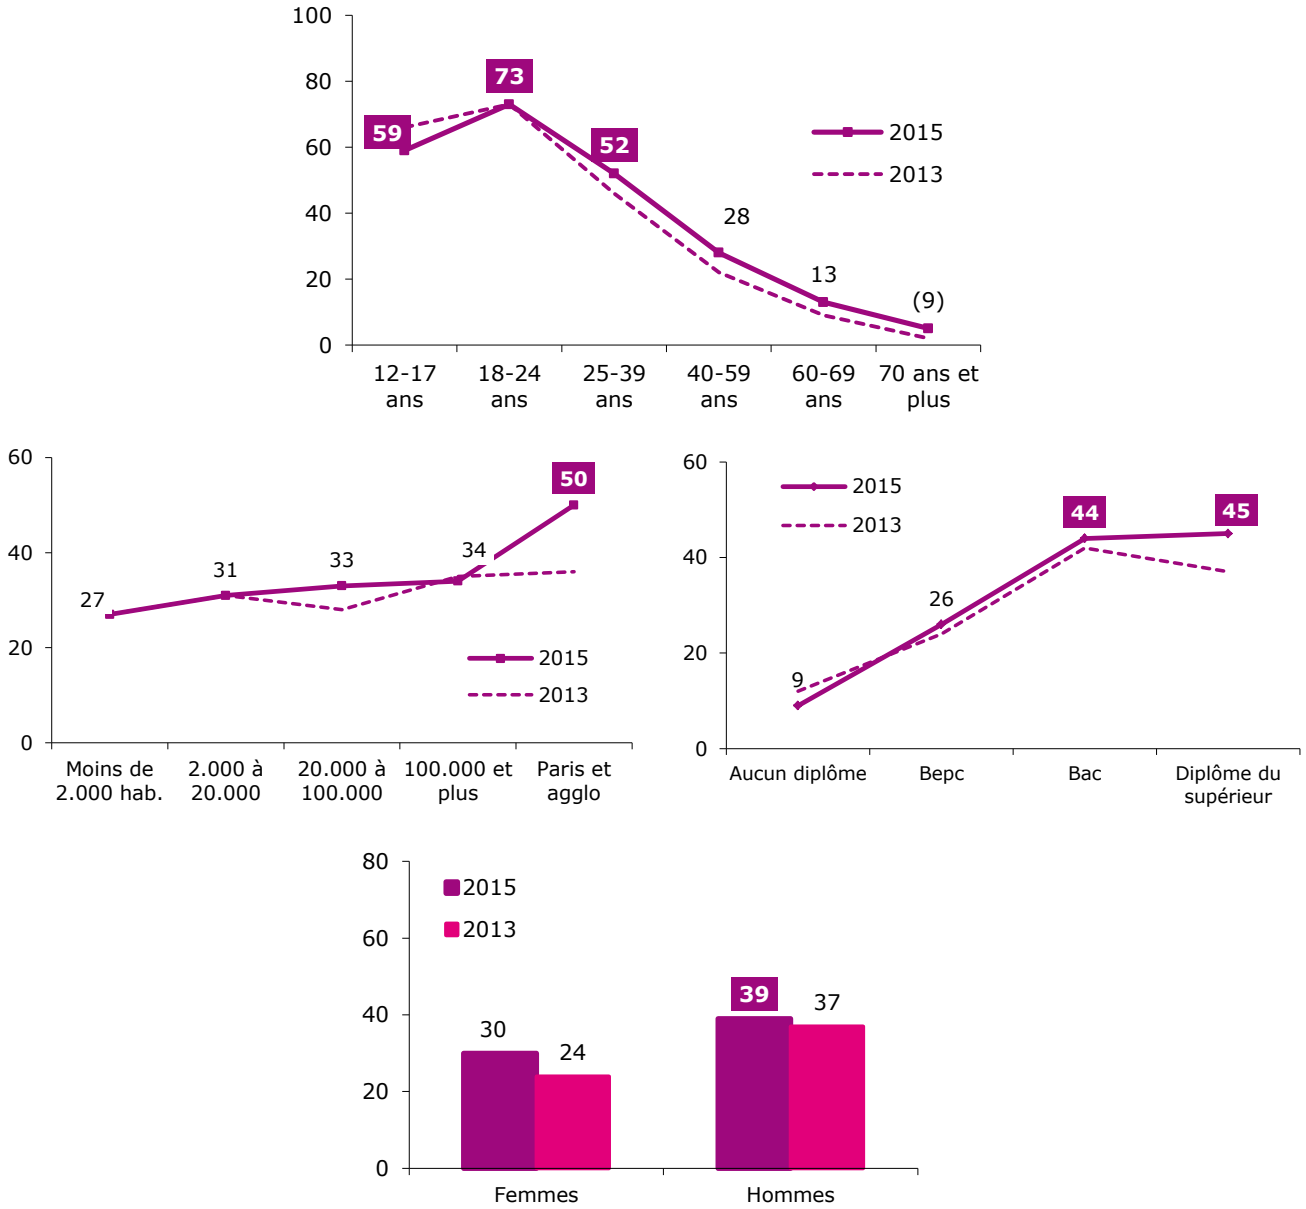 100
80
60
40
20
0
59
73
52
28
13
(9)
2015
2013
12-17 ans
18-24 ans
25-39 ans
40-59 ans
60-69 ans
70 ans et plus
60
40
20
0
27
31
33
34
50
2015
2013
Moins de 2.000 hab.
2.000 à 20.000
20.000 à 100.000
100.000 et plus
Paris et agglo
60
40
20
0
2015
2013
9
26
44
45
Aucun diplôme
Bepc
Bac
Diplôme du supérieur
80
60
40
20
0
2015
2013
30
24
39
37
Femmes
Hommes